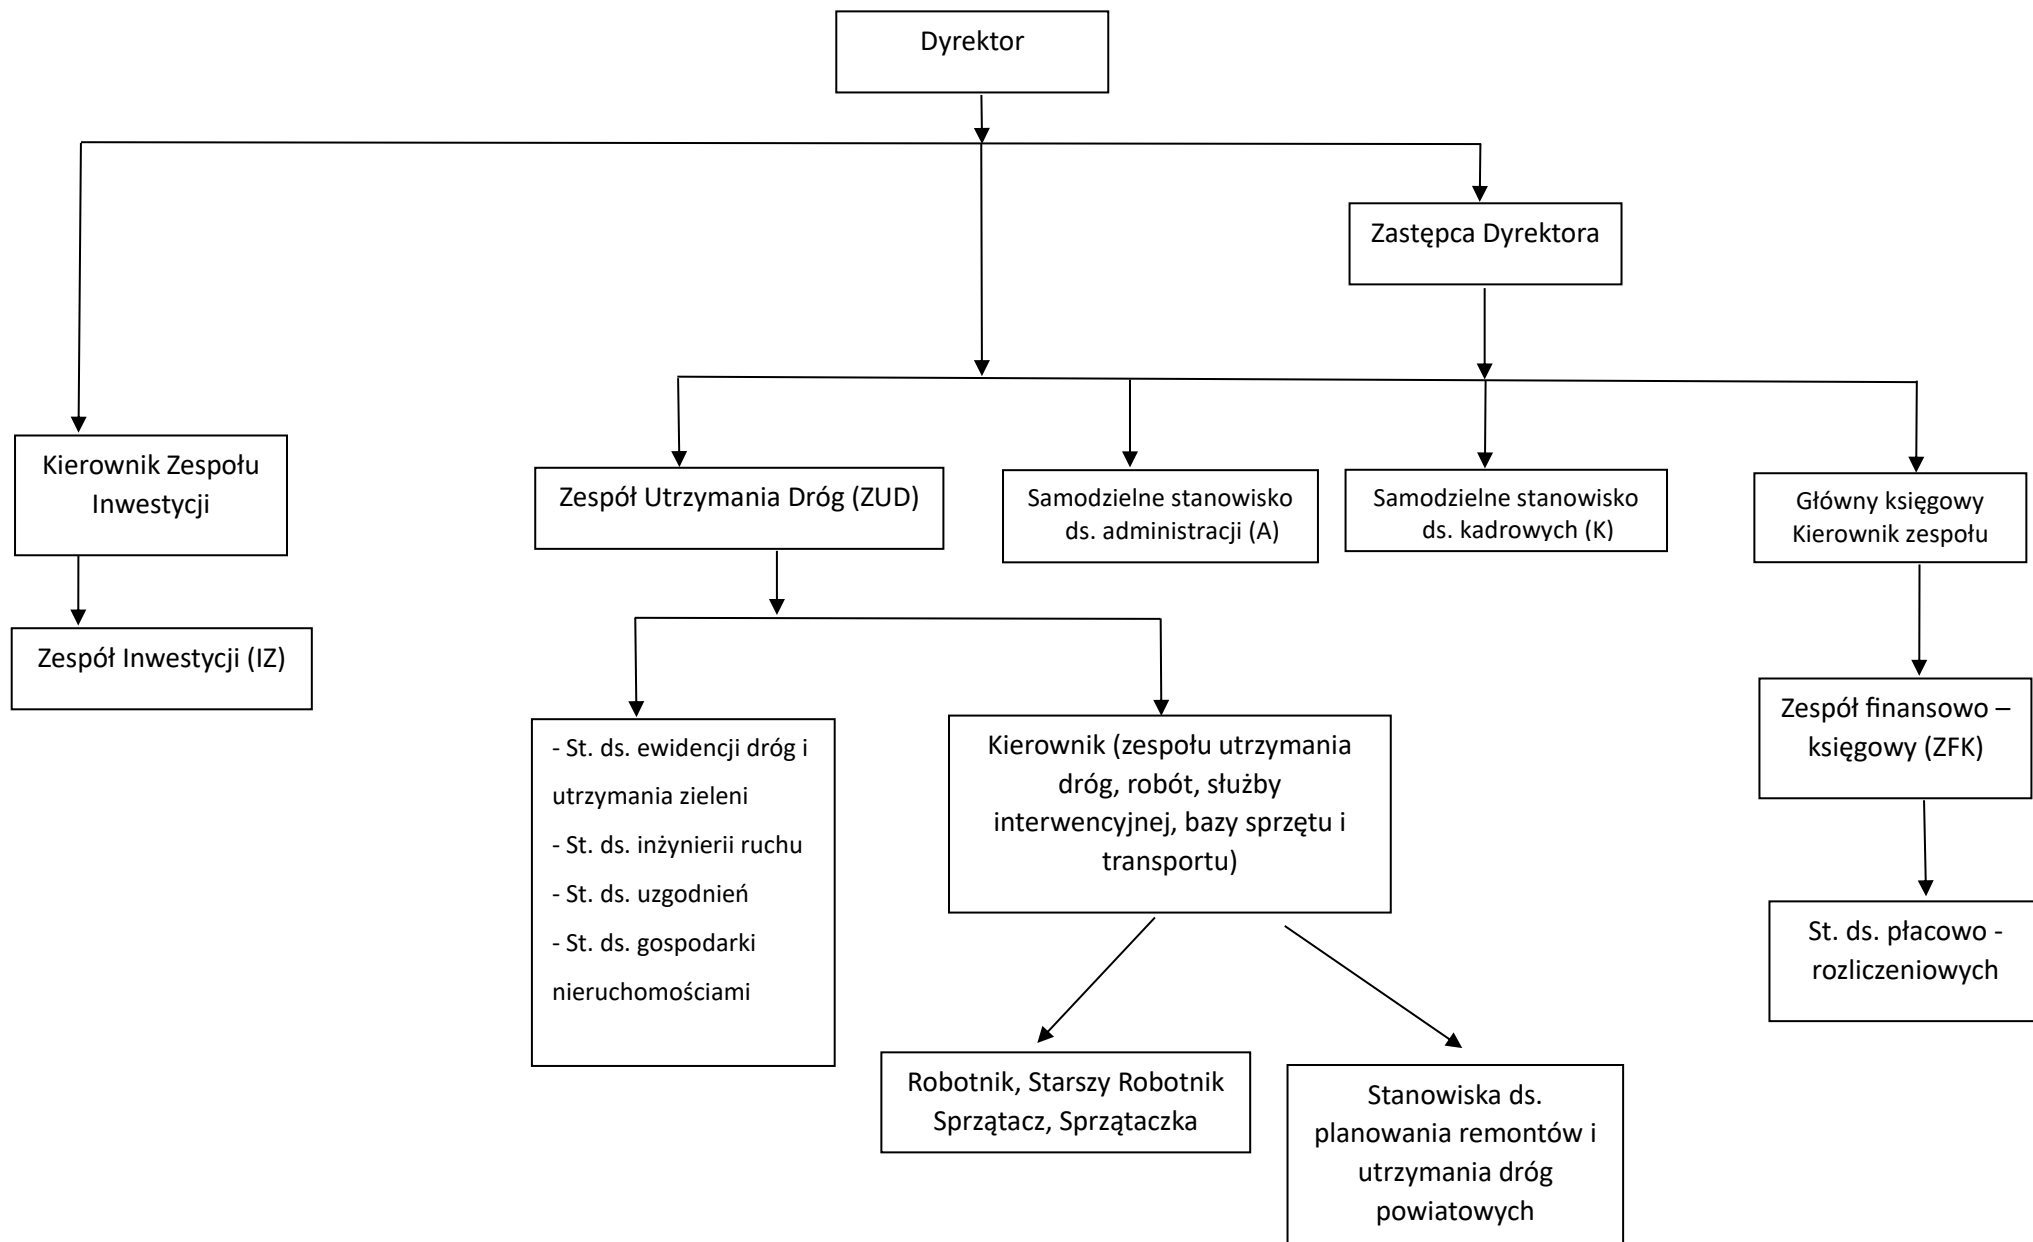 Dyrektor
Zastępca Dyrektora
Kierownik Zespołu
Inwestycji
Zespół Utrzymania Dróg (ZUD)
Samodzielne stanowisko
ds. administracji (A)
Samodzielne stanowisko
ds. kadrowych (K)
Główny księgowy
Kierownik zespołu
Zespół Inwestycji (IZ)
- St. ds. ewidencji dróg i
utrzymania zieleni
- St. ds. inżynierii ruchu
- St. ds. uzgodnień
- St. ds. gospodarki
nieruchomościami
Kierownik (zespołu utrzymania
dróg, robót, służby
interwencyjnej, bazy sprzętu i
transportu)
Zespół finansowo –
księgowy (ZFK)
St. ds. płacowo -
rozliczeniowych
Robotnik, Starszy Robotnik
Sprzątacz, Sprzątaczka
Stanowiska ds.
planowania remontów i
utrzymania dróg
powiatowych